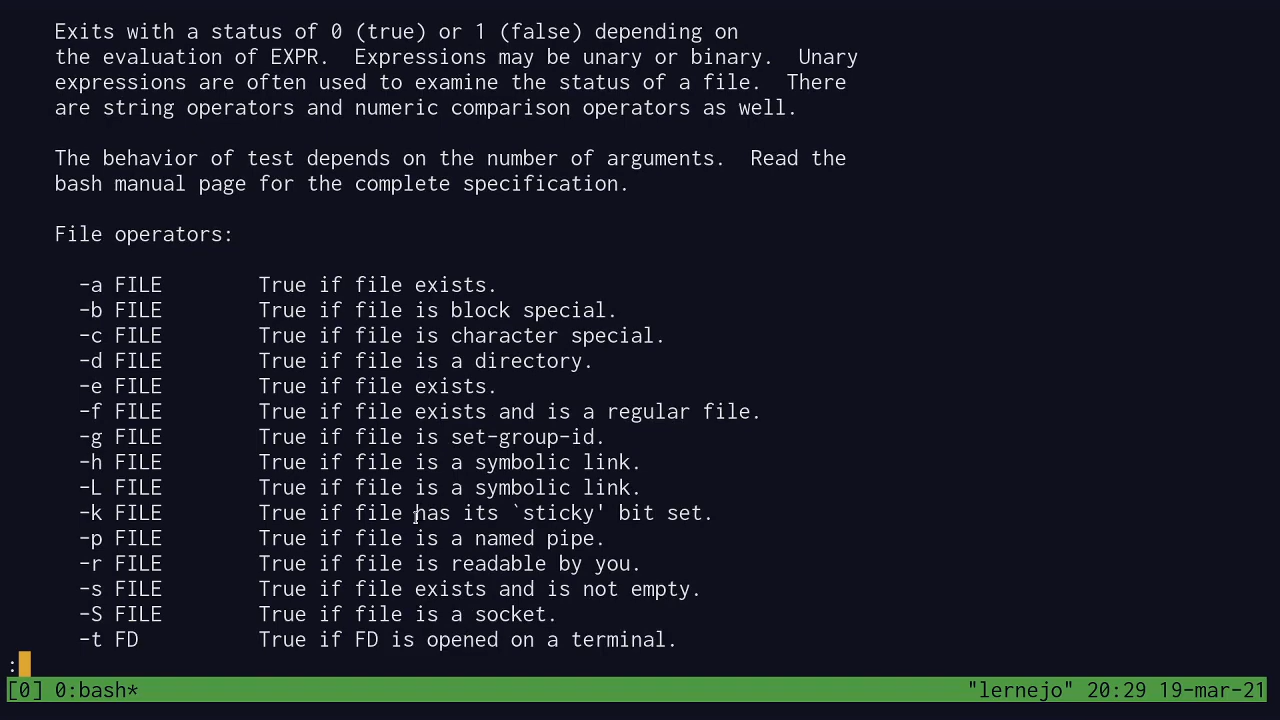 Exits with a status of 0 (true) or 1 (false) depending on
the evaluation of EXPR.  Expressions may be unary or binary.  Unary
expressions are often used to examine the status of a file.  There
are string operators and numeric comparison operators as well.

The behavior of test depends on the number of arguments.  Read the
bash manual page for the complete specification.

File operators:

  -a FILE        True if file exists.
  -b FILE        True if file is block special.
  -c FILE        True if file is character special.
  -d FILE        True if file is a directory.
  -e FILE        True if file exists.
  -f FILE        True if file exists and is a regular file.
  -g FILE        True if file is set-group-id.
  -h FILE        True if file is a symbolic link.
  -L FILE        True if file is a symbolic link.
  -k FILE        True if file has its `sticky' bit set.
  -p FILE        True if file is a named pipe.
  -r FILE        True if file is readable by you.
  -s FILE        True if file exists and is not empty.
  -S FILE        True if file is a socket.
  -t FD          True if FD is opened on a terminal.
:
[0] 0:bash* "lernejo" 20:29 19-mar-21